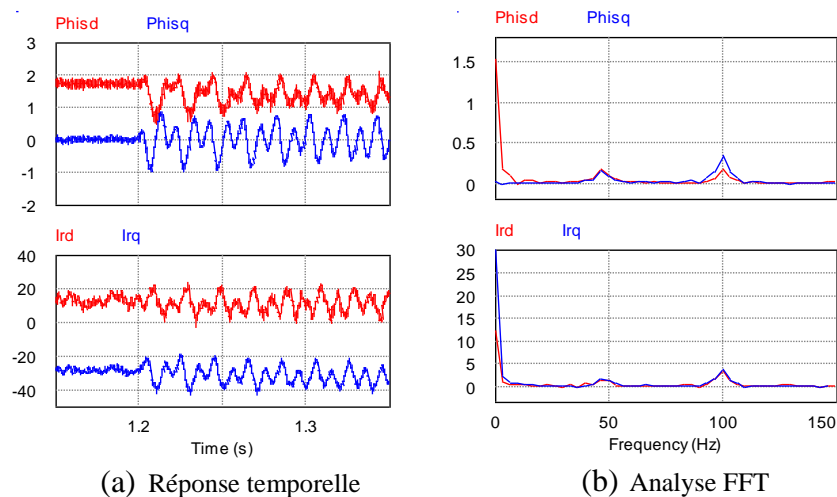 Phisd Phisq
3
2
1
0
-1
-2
Ird Irq
40
20
0
-20
-40
1.2 1.3
Time (s)
(a) Réponse temporelle
Phisd Phisq
1.5
1
0.5
0
Ird Irq
30
25
20
15
10
5
0
0 50 100 150
Frequency (Hz)
(b) Analyse FFT